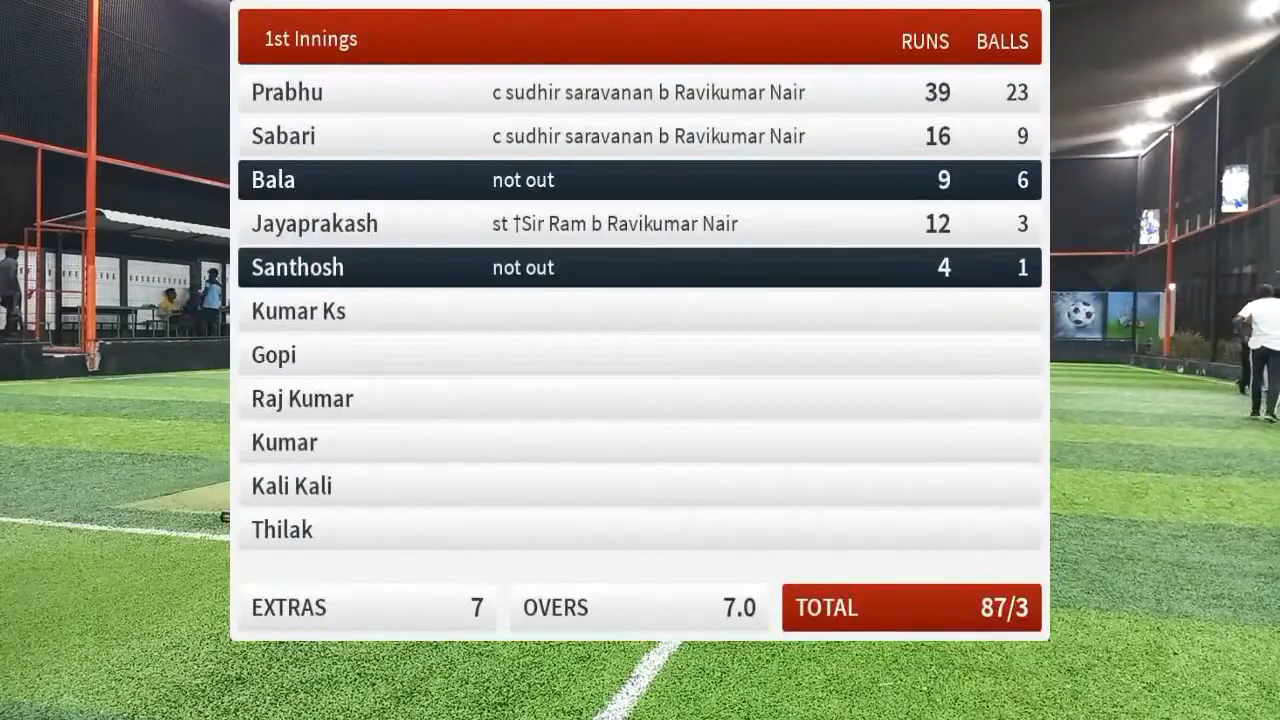 1st Innings RUNS BALLS
Prabhu c sudhir saravanan b Ravikumar Nair 39 23
Sabari c sudhir saravanan b Ravikumar Nair 16 9
Bala not out 9 6
Jayaprakash st †Sir Ram b Ravikumar Nair 12 3
Santhosh not out 4 1
Kumar Ks
Gopi
Raj Kumar
Kumar
Kali Kali
Thilak
EXTRAS 7 OVERS 7.0 TOTAL 87/3